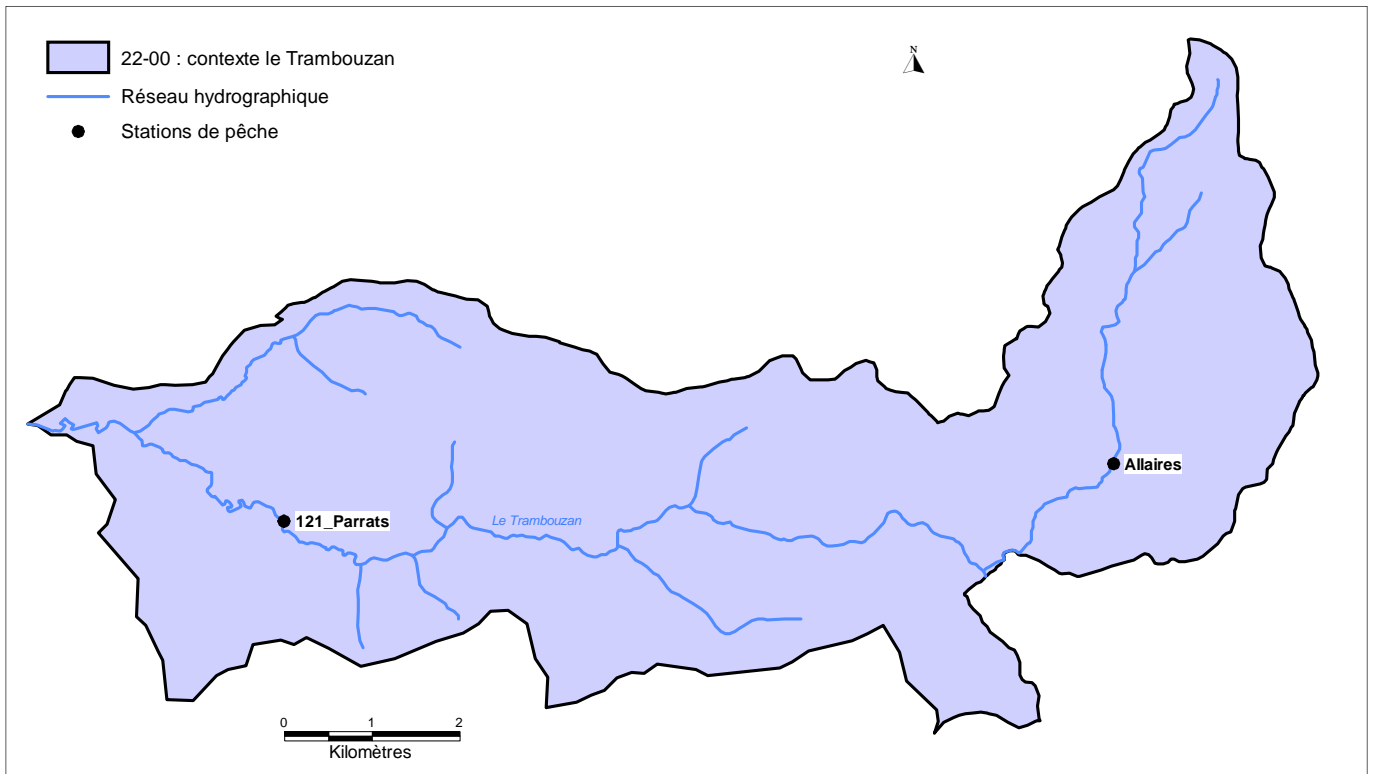 22-00 : contexte le Trambouzan
Réseau hydrographique
Stations de pêche
N
Allaires
121_Parrats
Le Trambouzan
0 1 2
Kilomètres